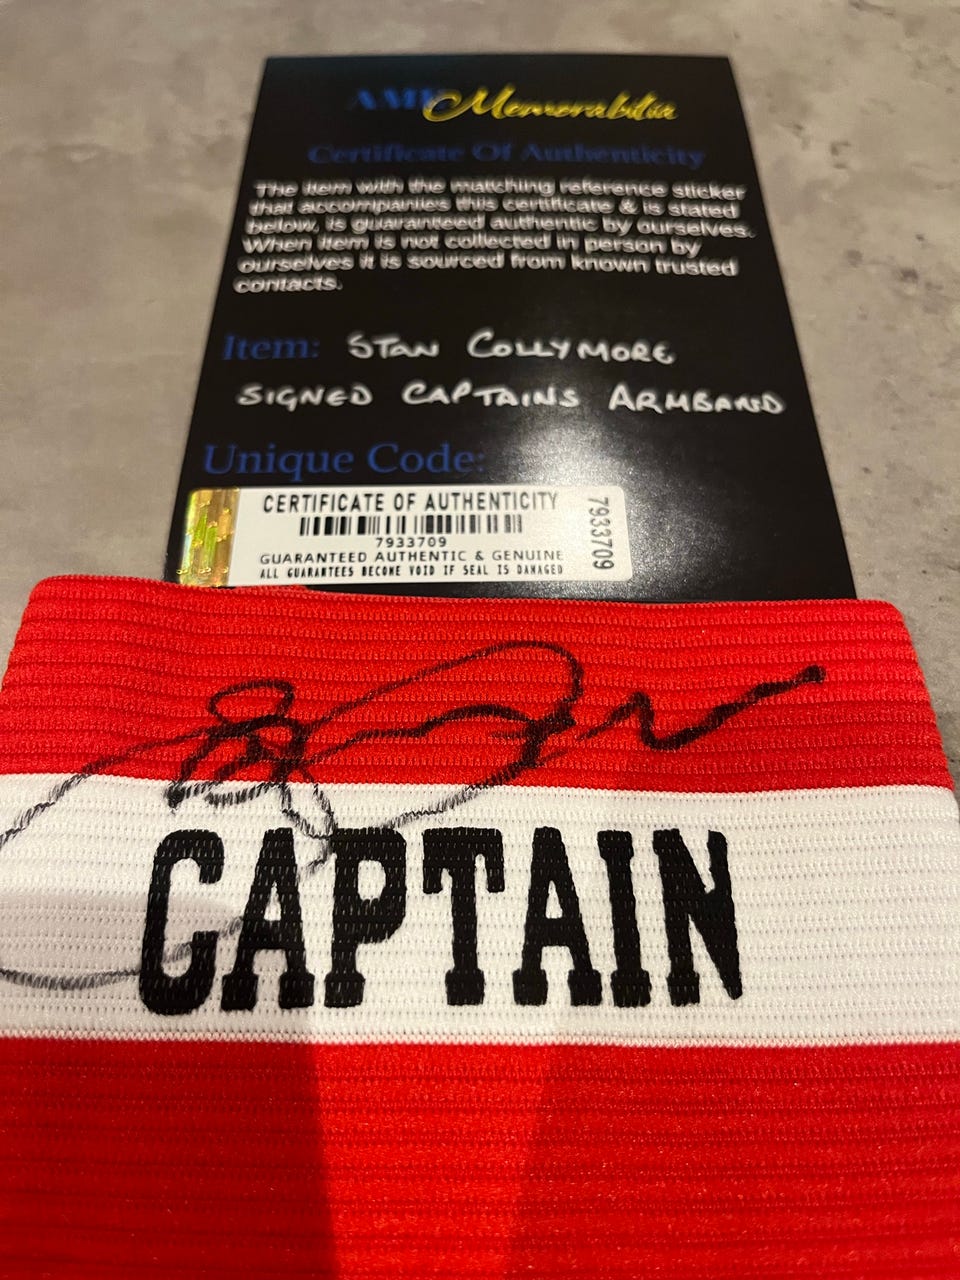 AMF Memorabilia
Certificate Of Authenticity
The item with the matching reference sticker
that accompanies this certificate & is stated
below, is guaranteed authentic by ourselves.
When item is not collected in person by
ourselves it is sourced from known trusted
contacts.
Item: STAN COLLYMORE
SIGNED CAPTAINS ARMBAND
Unique Code:
CERTIFICATE OF AUTHENTICITY
7933709
7933709
GUARANTEED AUTHENTIC & GENUINE
ALL GUARANTEES BECOME VOID IF SEAL IS DAMAGED
CAPTAIN